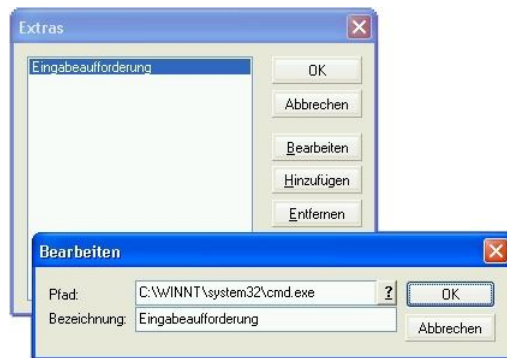 Extras
Eingabeaufforderung
OK
Abbrechen
Bearbeiten
Hinzufügen
Entfernen
Bearbeiten
Pfad: C:\WINNT\system32\cmd.exe ? OK
Bezeichnung: Eingabeaufforderung
Abbrechen